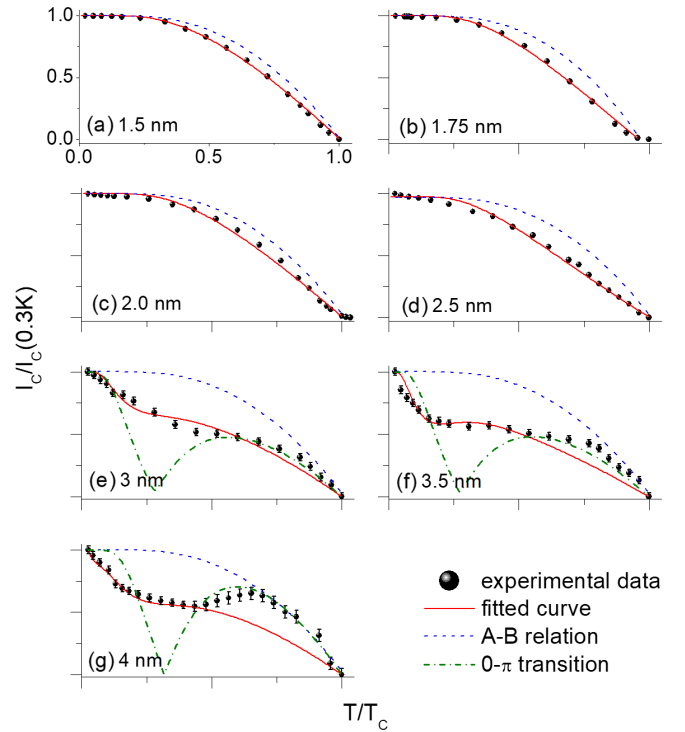 1.0
0.5
0.0
(a) 1.5 nm
0.0
0.5
1.0
(b) 1.75 nm
(c) 2.0 nm
(d) 2.5 nm
I_C/I_C(0.3K)
(e) 3 nm
(f) 3.5 nm
(g) 4 nm
experimental data
fitted curve
A-B relation
0-π transition
T/T_C